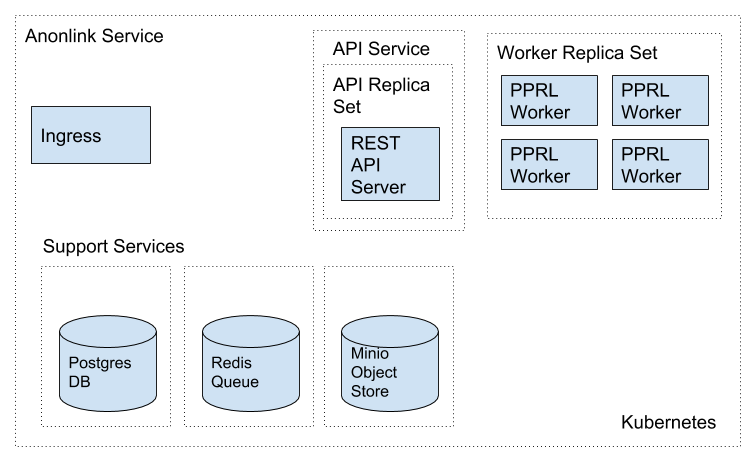 Anonlink Service
Ingress
API Service
API Replica
Set
REST
API
Server
Worker Replica Set
PPRL
Worker
PPRL
Worker
PPRL
Worker
PPRL
Worker
Support Services
Postgres
DB
Redis
Queue
Minio
Object
Store
Kubernetes